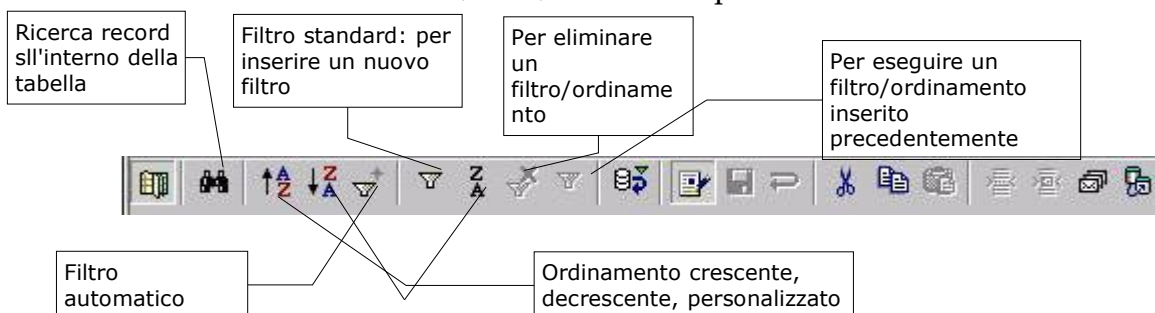 Ricerca record
sll'interno della
tabella
Filtro standard: per
inserire un nuovo
filtro
Per eliminare
un
filtro/ordiname
nto
Per eseguire un
filtro/ordinamento
inserito
precedentemente
Filtro
automatico
Ordinamento crescente,
decrescente, personalizzato